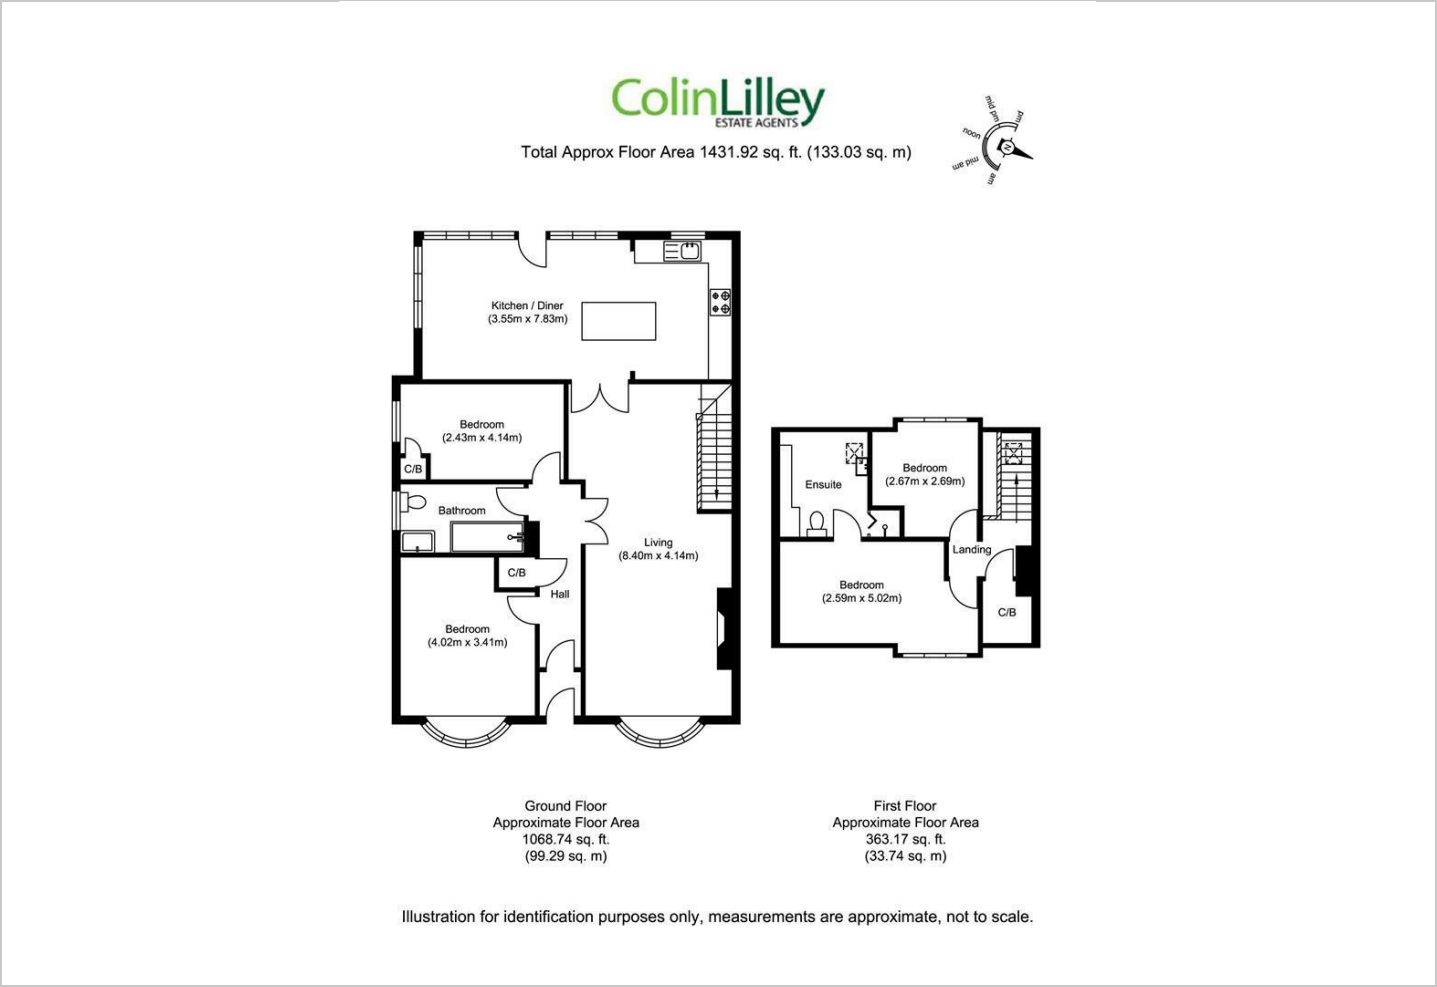 ColinLilley
ESTATE AGENTS
Total Approx Floor Area 1431.92 sq. ft. (133.03 sq. m)
mid pm
pm
noon
N
mid am
am
Kitchen / Diner
(3.55m x 7.83m)
Bedroom
(2.43m x 4.14m)
C/B
Bathroom
Living
(8.40m x 4.14m)
C/B
Hall
Bedroom
(4.02m x 3.41m)
Bedroom
(2.67m x 2.69m)
Ensuite
Landing
Bedroom
(2.59m x 5.02m)
C/B
Ground Floor
Approximate Floor Area
1068.74 sq. ft.
(99.29 sq. m)
First Floor
Approximate Floor Area
363.17 sq. ft.
(33.74 sq. m)
Illustration for identification purposes only, measurements are approximate, not to scale.